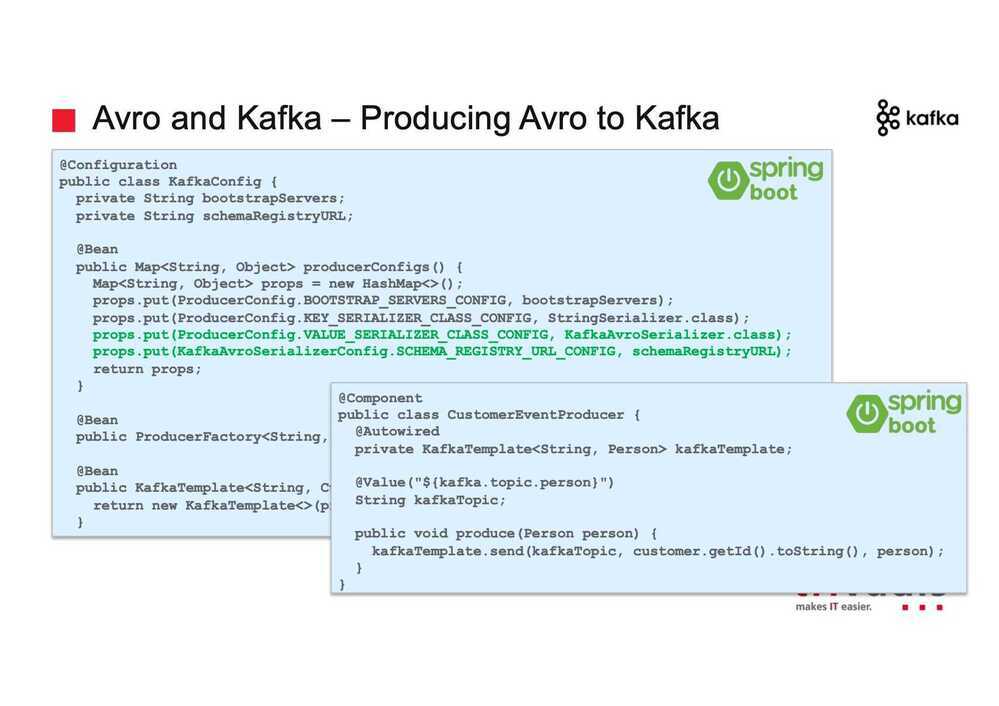 Avro and Kafka – Producing Avro to Kafka
kafka
@Configuration
public class KafkaConfig {
private String bootstrapServers;
private String schemaRegistryURL;
@Bean
public Map<String, Object> producerConfigs() {
Map<String, Object> props = new HashMap<>();
props.put(ProducerConfig.BOOTSTRAP_SERVERS_CONFIG, bootstrapServers);
props.put(ProducerConfig.KEY_SERIALIZER_CLASS_CONFIG, StringSerializer.class);
props.put(ProducerConfig.VALUE_SERIALIZER_CLASS_CONFIG, KafkaAvroSerializer.class);
props.put(KafkaAvroSerializerConfig.SCHEMA_REGISTRY_URL_CONFIG, schemaRegistryURL);
return props;
}
@Bean
public ProducerFactory<String,
@Bean
public KafkaTemplate<String,
return new KafkaTemplate<>(p
}
spring
boot
@Component
public class CustomerEventProducer {
@Autowired
private KafkaTemplate<String, Person> kafkaTemplate;
@Value("${kafka.topic.person}")
String kafkaTopic;
public void produce(Person person) {
kafkaTemplate.send(kafkaTopic, customer.getId().toString(), person);
}
}
spring
boot
makes IT easier.